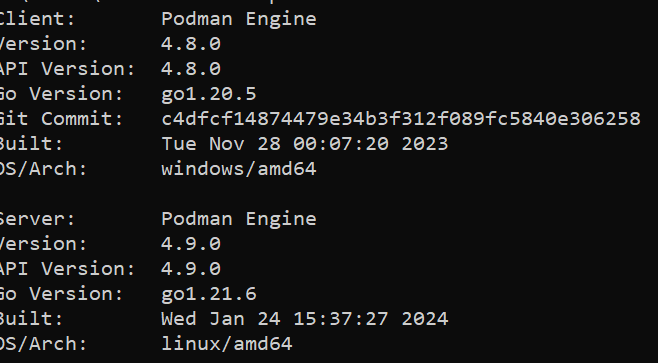 Client:       Podman Engine
Version:      4.8.0
API Version:  4.8.0
Go Version:   go1.20.5
Git Commit:   c4dfcf14874479e34b3f312f089fc5840e306258
Built:        Tue Nov 28 00:07:20 2023
OS/Arch:      windows/amd64

Server:       Podman Engine
Version:      4.9.0
API Version:  4.9.0
Go Version:   go1.21.6
Built:        Wed Jan 24 15:37:27 2024
OS/Arch:      linux/amd64